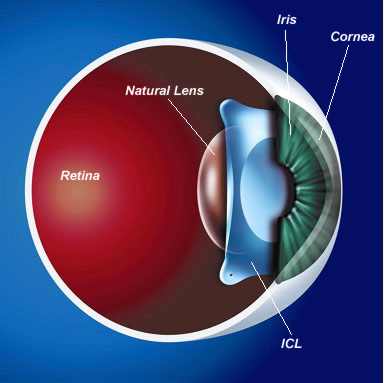 Iris
Cornea
Natural Lens
Retina
ICL